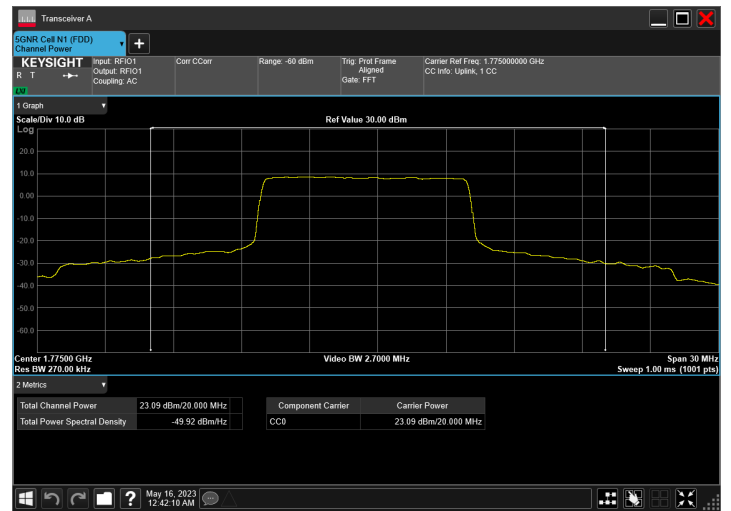 Transceiver A
5GNR Cell N1 (FDD)
Channel Power
KEYSIGHT
R T
LXI
Input: RFIO1
Output: RFIO1
Coupling: AC
Corr CCorr
Range: -60 dBm
Trig: Prot Frame
Aligned
Gate: FFT
Carrier Ref Freq: 1.775000000 GHz
CC Info: Uplink, 1 CC
1 Graph
Scale/Div 10.0 dB
Ref Value 30.00 dBm
Log
20.0
10.0
0.00
-10.0
-20.0
-30.0
-40.0
-50.0
-60.0
Center 1.77500 GHz
Video BW 2.7000 MHz
Span 30 MHz
Res BW 270.00 kHz
Sweep 1.00 ms (1001 pts)
2 Metrics
Total Channel Power 23.09 dBm/20.000 MHz
Total Power Spectral Density -49.92 dBm/Hz
Component Carrier Carrier Power
CC0 23.09 dBm/20.000 MHz
?
May 16, 2023
12:42:10 AM